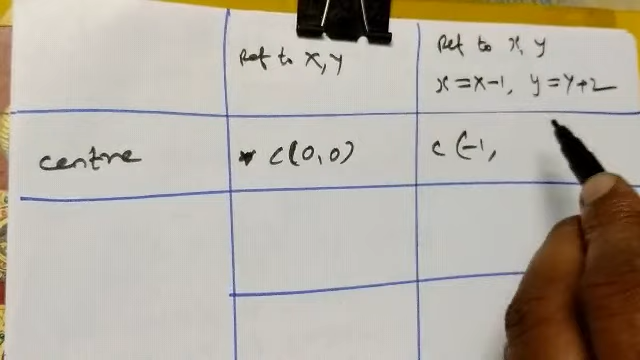 Ref to X, Y
Ref to x, y
x = X-1, y = Y+2
centre
C(0,0)
C (-1,